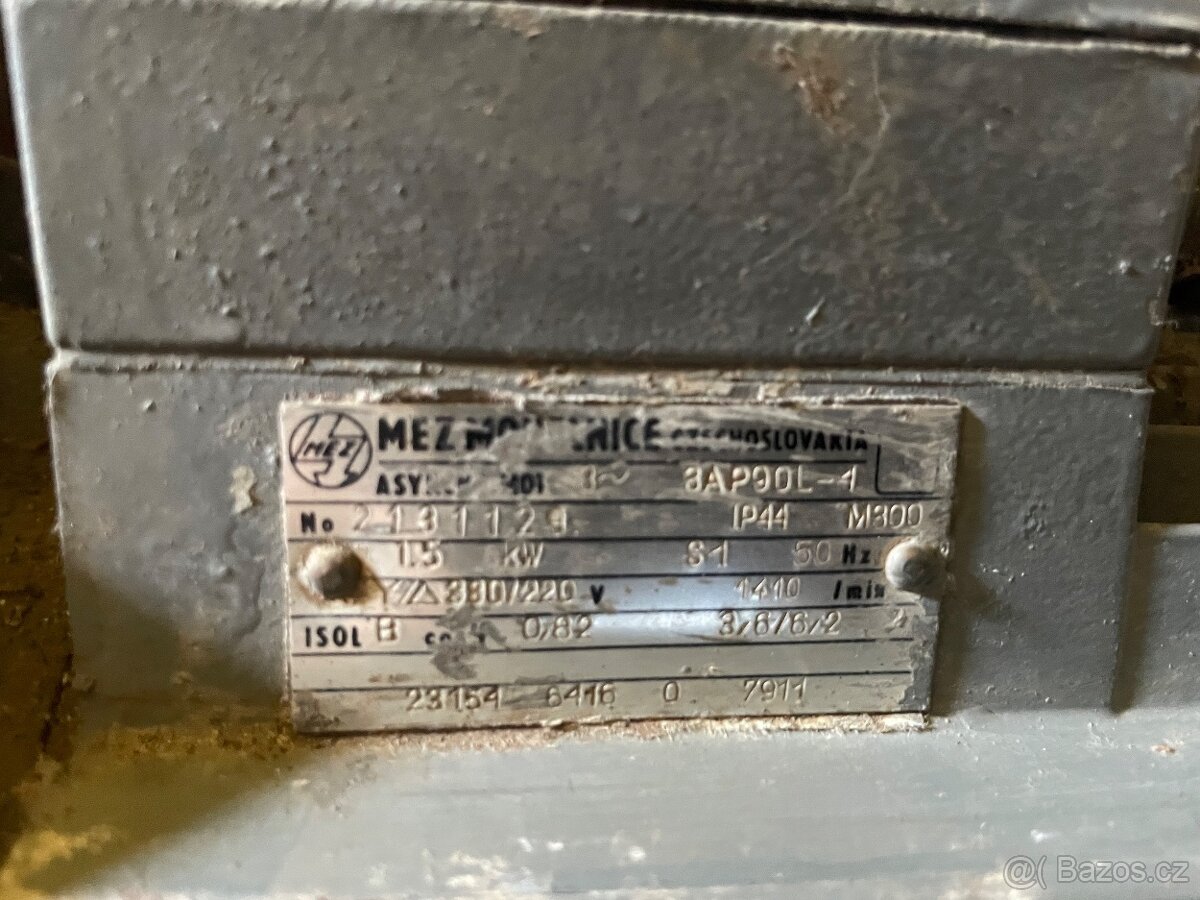 MEZ
MEZ CZECHOSLOVAKIA
3~ 3AP90L-4
No 2131129 IP44 M300
1.5 kW S1 50 Hz
Y/△ 380/220 V 1410 /min
ISOL B 0,82 3,6/6,2 A
23154 6416 0 7911
@( Bazos.cz